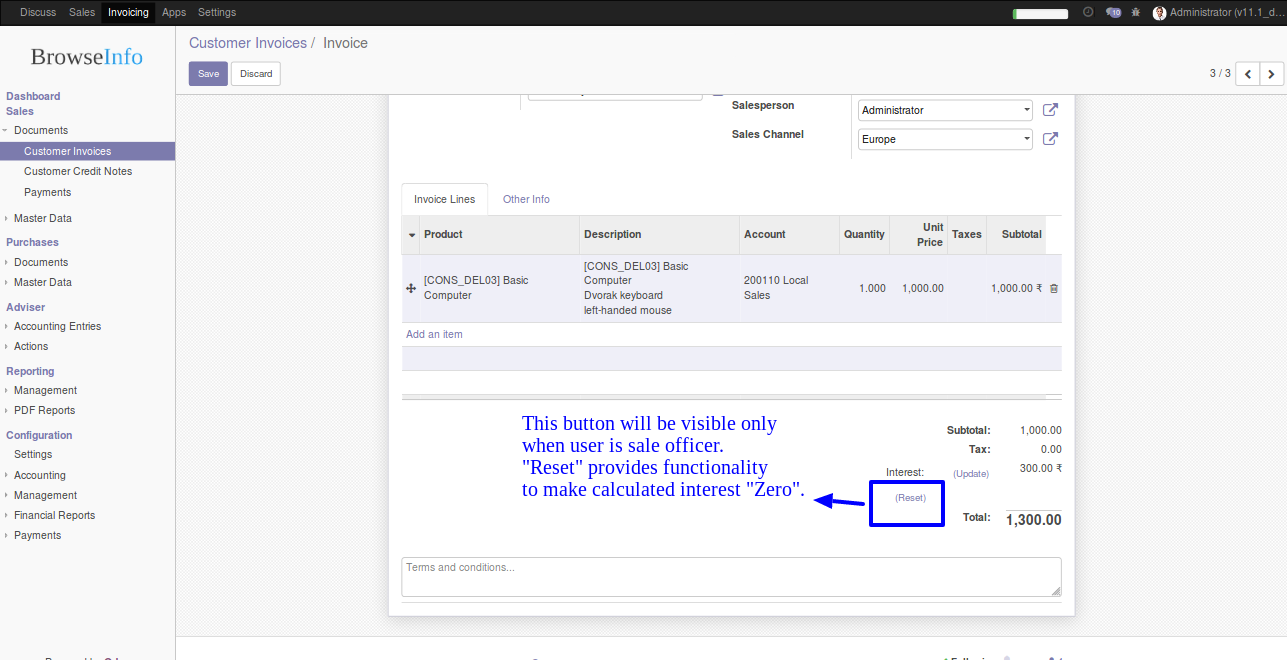 Discuss Sales Invoicing Apps Settings
10 Administrator (v11.1_d...
BrowseInfo
Customer Invoices / Invoice
Save Discard
3 / 3
Dashboard
Sales
Documents
Customer Invoices
Customer Credit Notes
Payments
Master Data
Purchases
Documents
Master Data
Adviser
Accounting Entries
Actions
Reporting
Management
PDF Reports
Configuration
Settings
Accounting
Management
Financial Reports
Payments
Salesperson Administrator
Sales Channel Europe
Invoice Lines Other Info
Product Description Account Quantity Unit Price Taxes Subtotal
[CONS_DEL03] Basic
Computer
[CONS_DEL03] Basic
Computer
Dvorak keyboard
left-handed mouse
200110 Local
Sales
1.000 1,000.00 1,000.00 ₹
Add an item
This button will be visible only
when user is sale officer.
"Reset" provides functionality
to make calculated interest "Zero".
Subtotal: 1,000.00
Tax: 0.00
Interest: (Update) 300.00 ₹
(Reset)
Total: 1,300.00
Terms and conditions...